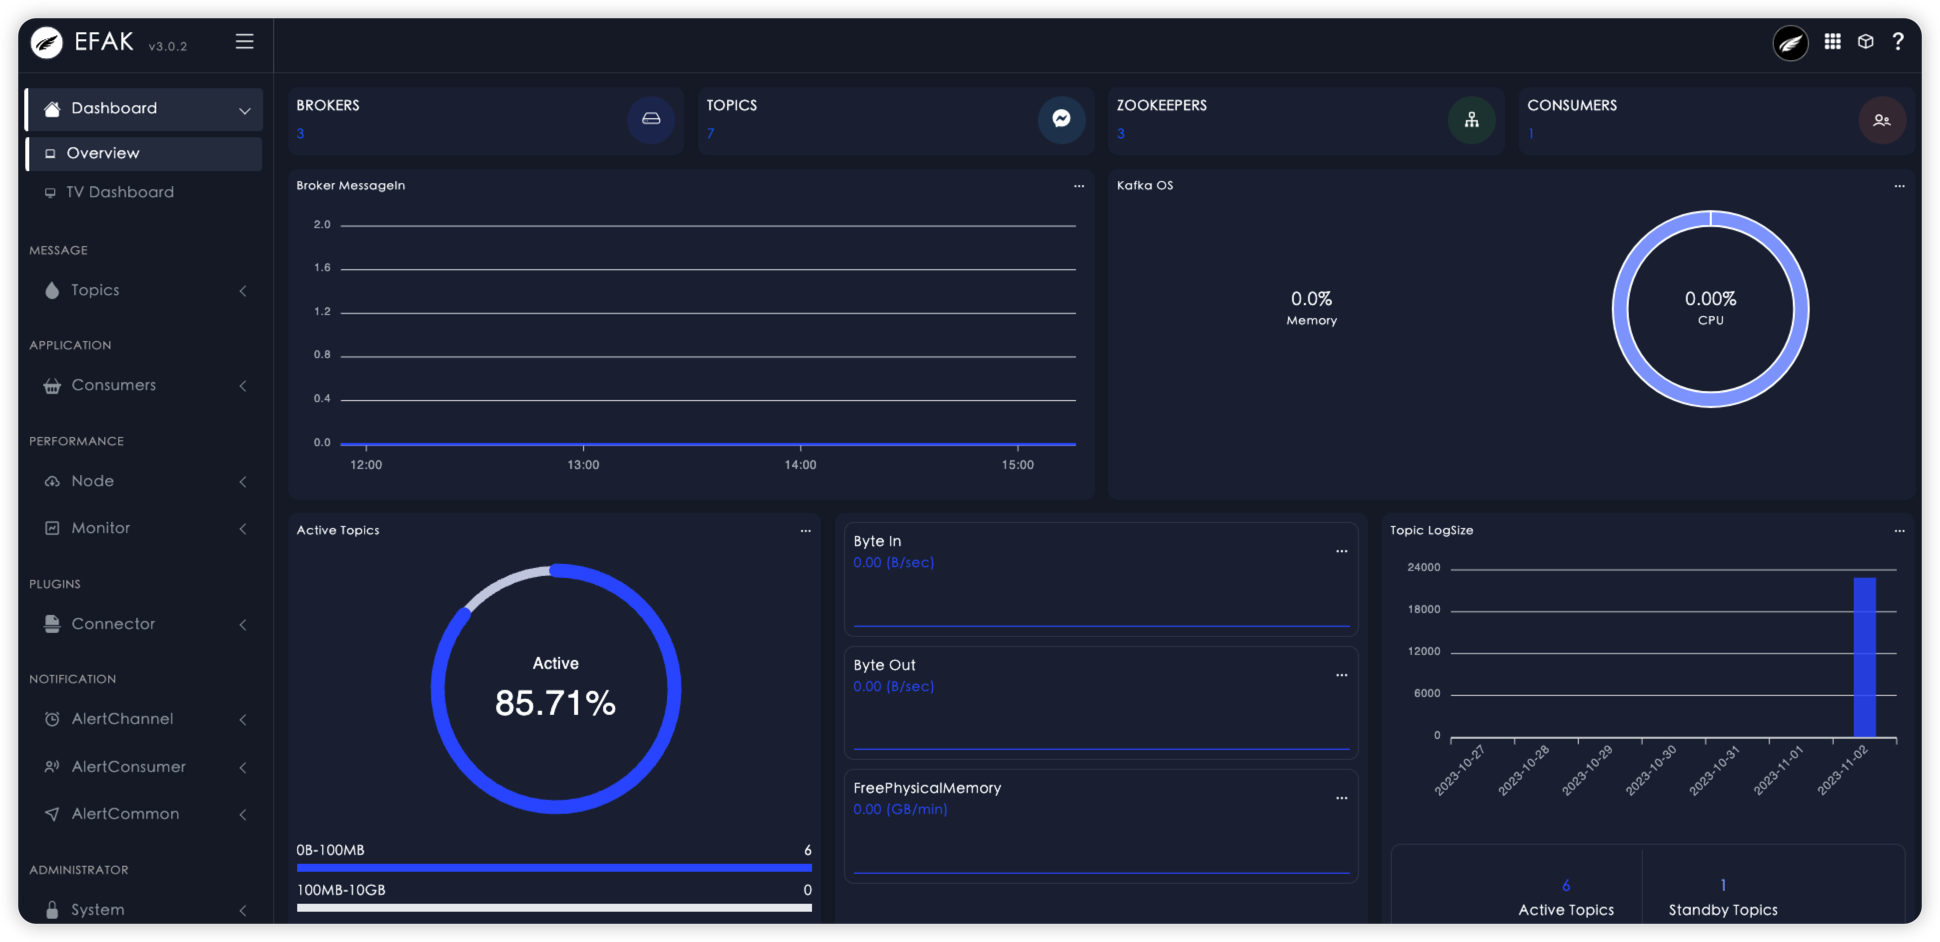 EFAK v3.0.2
Dashboard
Overview
TV Dashboard
MESSAGE
Topics
APPLICATION
Consumers
PERFORMANCE
Node
Monitor
PLUGINS
Connector
NOTIFICATION
AlertChannel
AlertConsumer
AlertCommon
ADMINISTRATOR
System
?
BROKERS
3
TOPICS
7
ZOOKEEPERS
3
CONSUMERS
1
Broker MessageIn
...
2.0
1.6
1.2
0.8
0.4
0.0
12:00 13:00 14:00 15:00
Kafka OS
...
0.0%
Memory
0.00%
CPU
Active Topics
...
Active
85.71%
0B-100MB 6
100MB-10GB 0
Byte In
...
0.00 (B/sec)
Byte Out
...
0.00 (B/sec)
FreePhysicalMemory
...
0.00 (GB/min)
Topic LogSize
...
24000
18000
12000
6000
0
2023-10-27 2023-10-28 2023-10-29 2023-10-30 2023-10-31 2023-11-01 2023-11-02
6
Active Topics
1
Standby Topics